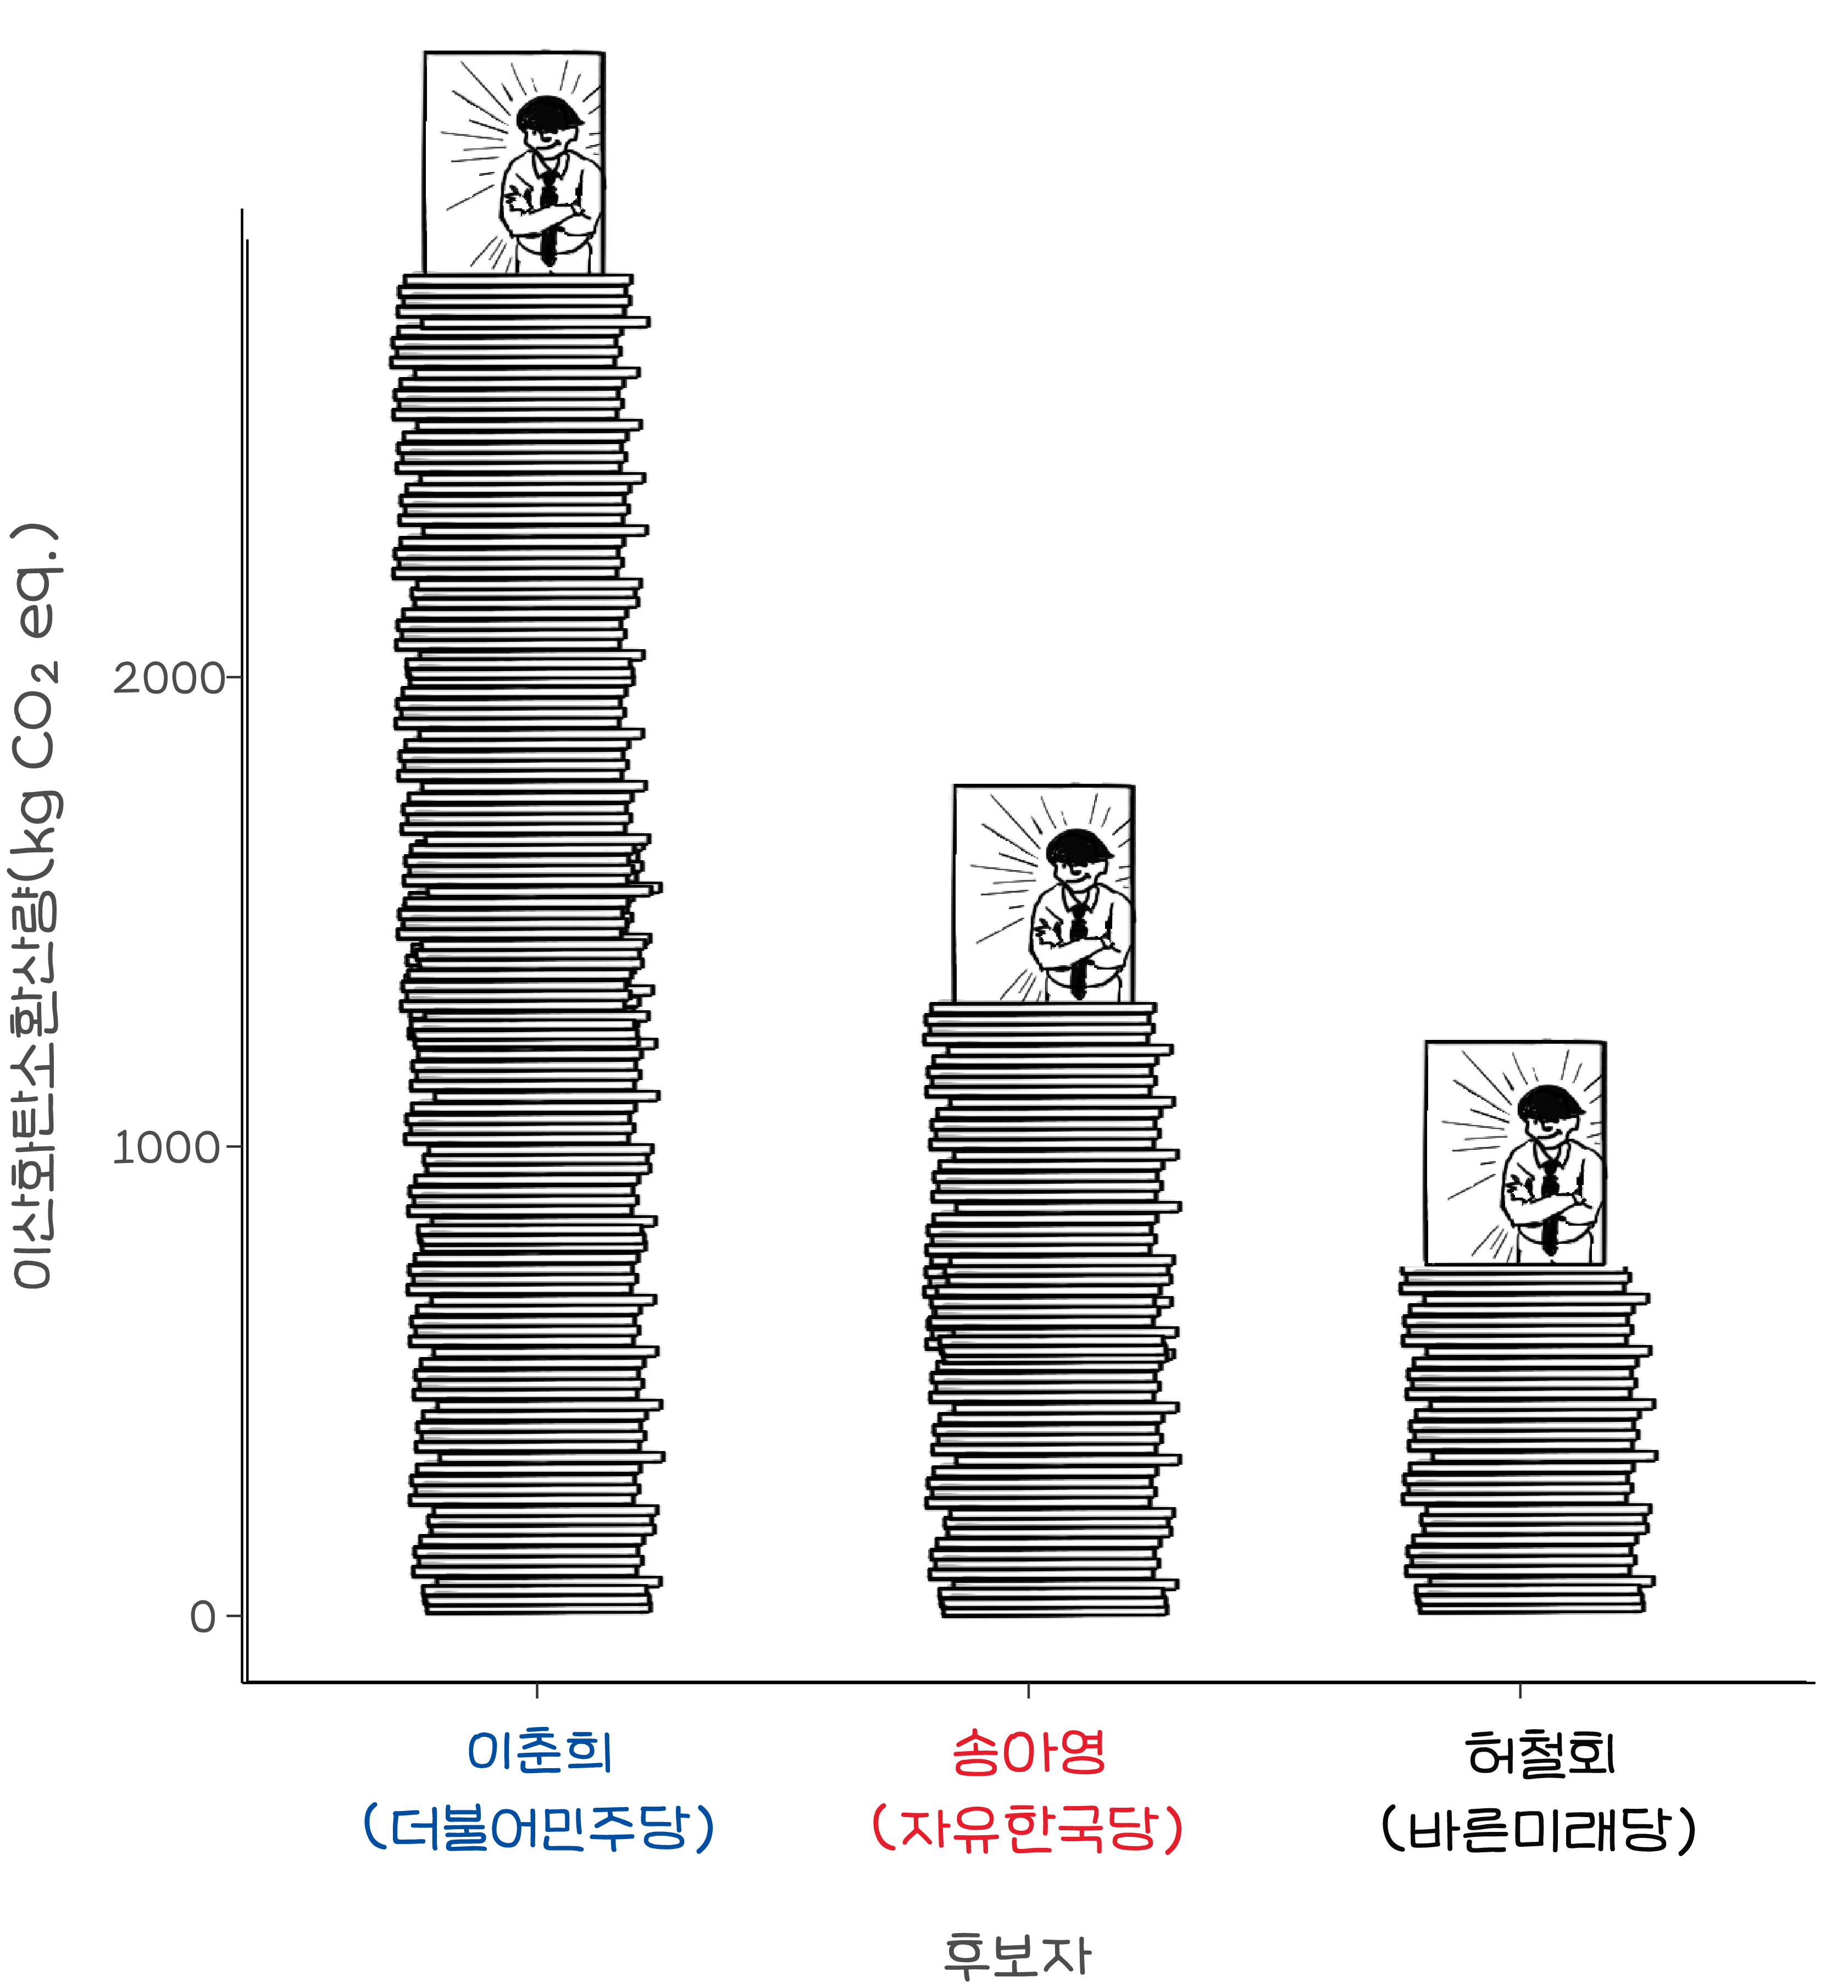 이산화탄소환산량(kg CO₂ eq.)
2000
1000
0
이춘희
(더불어민주당)
송아영
(자유한국당)
허철회
(바른미래당)
후보자